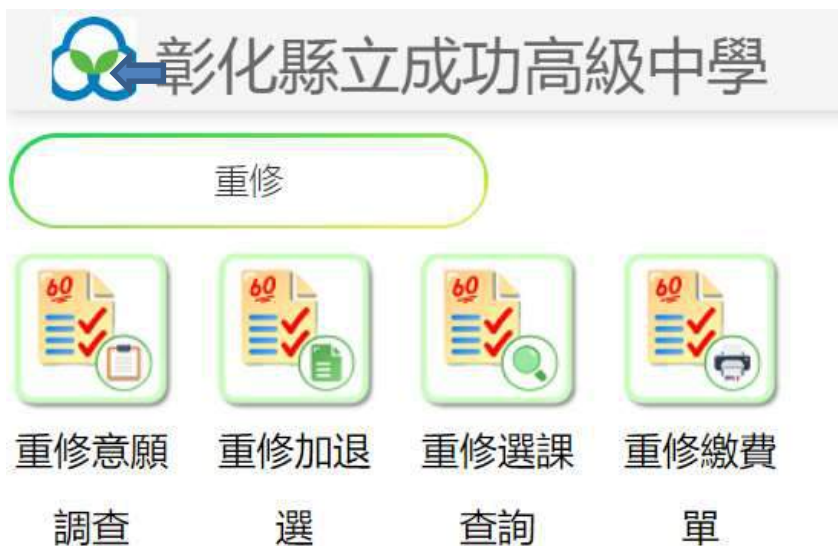 彰化縣立成功高級中學
重修
60 60 60 60
重修意願 重修加退 重修選課 重修繳費
調查 選 查詢 單